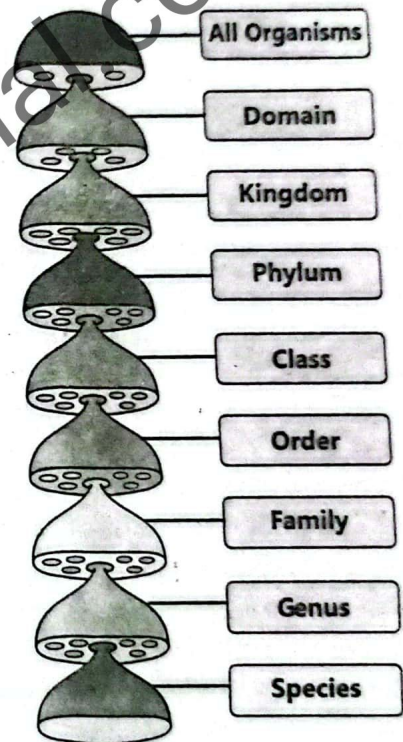 All Organisms
Domain
Kingdom
Phylum
Class
Order
Family
Genus
Species